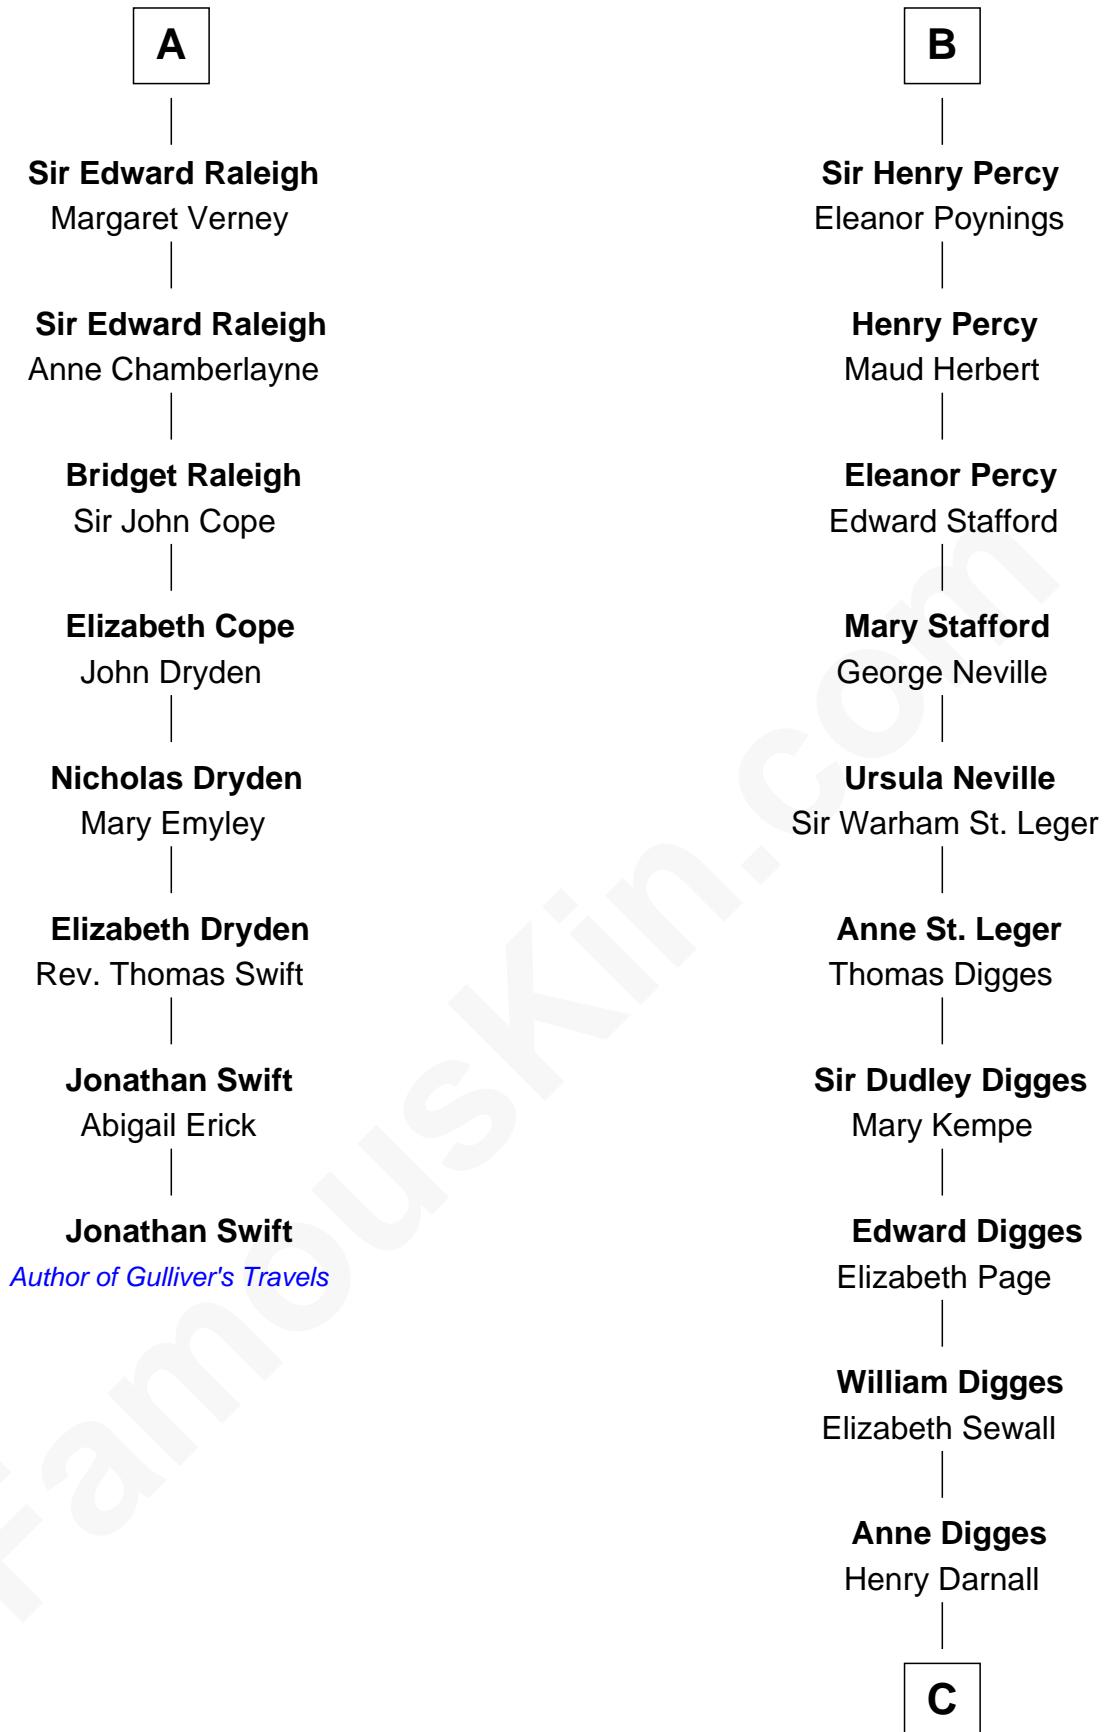 A
Sir Edward Raleigh
Margaret Verney
Sir Edward Raleigh
Anne Chamberlayne
Bridget Raleigh
Sir John Cope
Elizabeth Cope
John Dryden
Nicholas Dryden
Mary Emyley
Elizabeth Dryden
Rev. Thomas Swift
Jonathan Swift
Abigail Erick
Jonathan Swift
Author of Gulliver's Travels
B
Sir Henry Percy
Eleanor Poynings
Henry Percy
Maud Herbert
Eleanor Percy
Edward Stafford
Mary Stafford
George Neville
Ursula Neville
Sir Warham St. Leger
Anne St. Leger
Thomas Digges
Sir Dudley Digges
Mary Kempe
Edward Digges
Elizabeth Page
William Digges
Elizabeth Sewall
Anne Digges
Henry Darnall
C
FamousKin.com